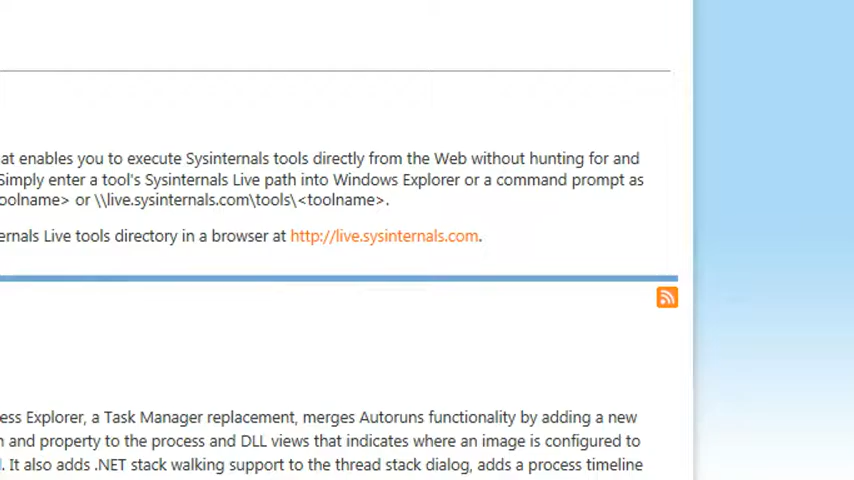 at enables you to execute Sysinternals tools directly from the Web without hunting for and
Simply enter a tool's Sysinternals Live path into Windows Explorer or a command prompt as
oolname> or \\live.sysinternals.com\tools\<toolname>.
ernals Live tools directory in a browser at http://live.sysinternals.com.
ess Explorer, a Task Manager replacement, merges Autoruns functionality by adding a new
n and property to the process and DLL views that indicates where an image is configured to
. It also adds .NET stack walking support to the thread stack dialog, adds a process timeline